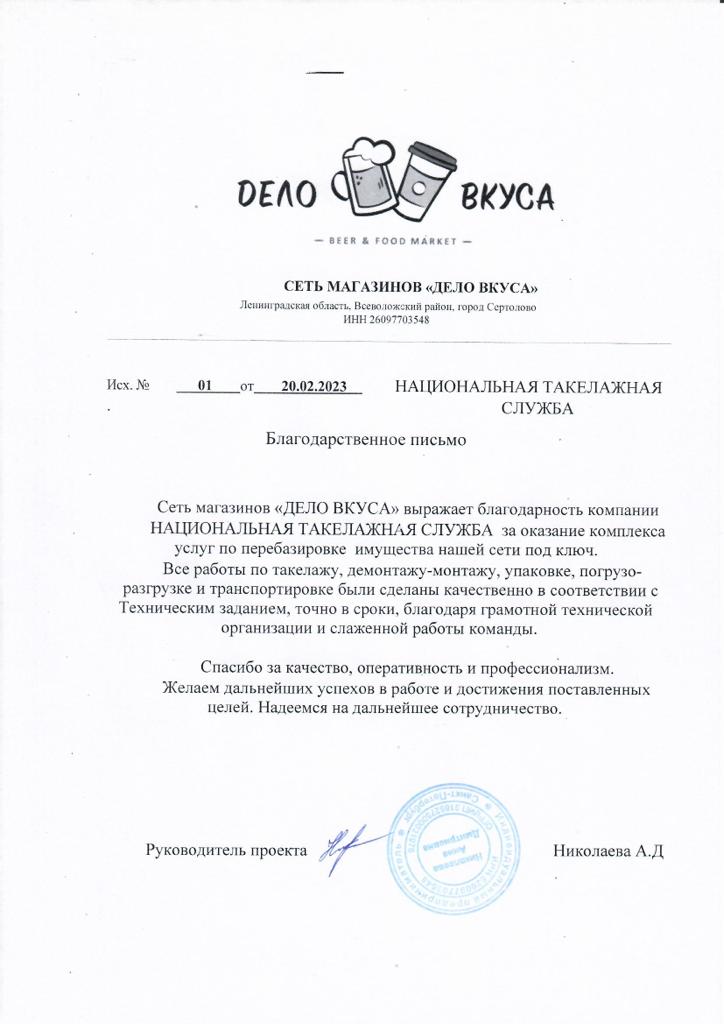 DЕЛО ВКУСА
— BEER & FOOD MARKET —
СЕТЬ МАГАЗИНОВ «ДЕЛО ВКУСА»
Ленинградская область, Всеволожский район, город Сертолово
ИНН 26097703548
Исх. № 01 от 20.02.2023
НАЦИОНАЛЬНАЯ ТАКЕЛАЖНАЯ
СЛУЖБА
Благодарственное письмо
Сеть магазинов «ДЕЛО ВКУСА» выражает благодарность компании
НАЦИОНАЛЬНАЯ ТАКЕЛАЖНАЯ СЛУЖБА за оказание комплекса
услуг по перебазировке имущества нашей сети под ключ.
Все работы по такелажу, демонтажу-монтажу, упаковке, погрузо-
разгрузке и транспортировке были сделаны качественно в соответствии с
Техническим заданием, точно в сроки, благодаря грамотной технической
организации и слаженной работы команды.
Спасибо за качество, оперативность и профессионализм.
Желаем дальнейших успехов в работе и достижения поставленных
целей. Надеемся на дальнейшее сотрудничество.
Руководитель проекта
Николаева А.Д
Индивидуальный предприниматель
Санкт-Петербург
Николаева
Анна
Дмитриевна